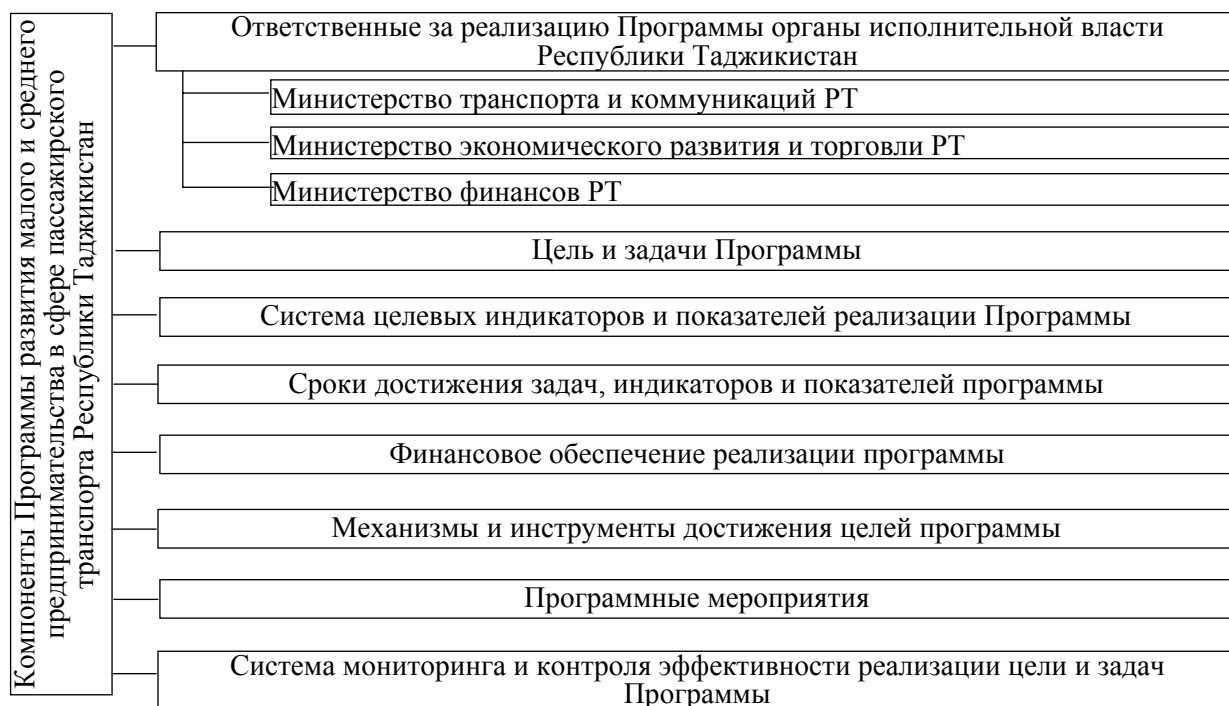 Компоненты Программы развития малого и среднего
предпринимательства в сфере пассажирского
транспорта Республики Таджикистан
Ответственные за реализацию Программы органы исполнительной власти
Республики Таджикистан
Министерство транспорта и коммуникаций РТ
Министерство экономического развития и торговли РТ
Министерство финансов РТ
Цель и задачи Программы
Система целевых индикаторов и показателей реализации Программы
Сроки достижения задач, индикаторов и показателей программы
Финансовое обеспечение реализации программы
Механизмы и инструменты достижения целей программы
Программные мероприятия
Система мониторинга и контроля эффективности реализации цели и задач
Программы